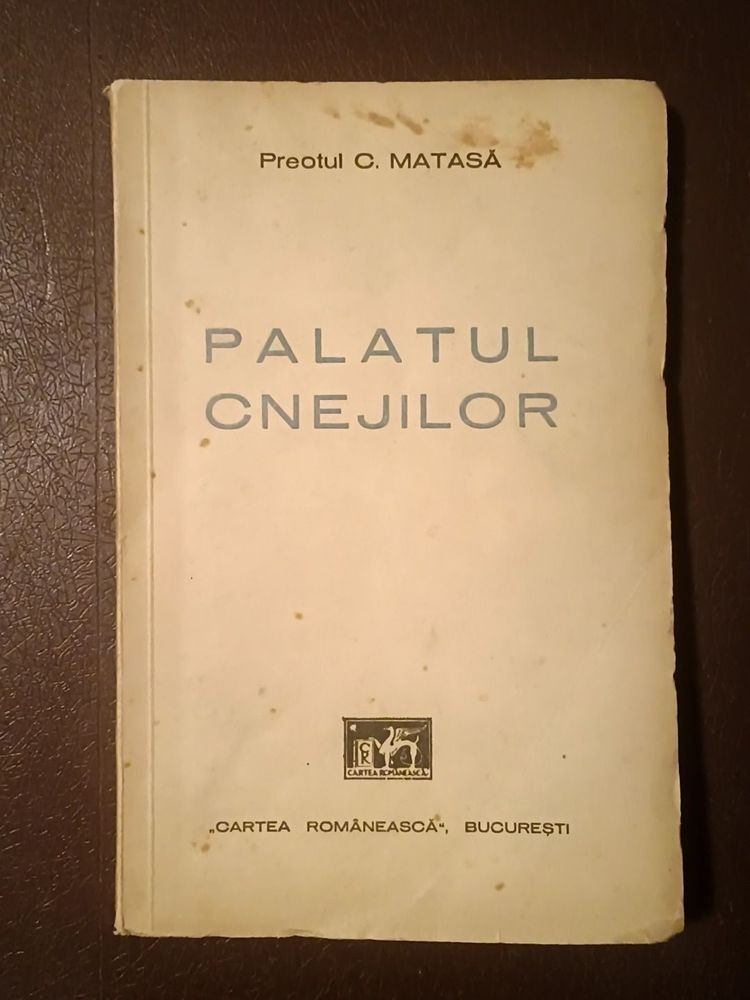 Preotul C. MATASĂ
PALATUL
CNEJILOR
C
R
CARTEA ROMÂNEASCĂ
„CARTEA ROMÂNEASCĂ“, BUCUREȘTI